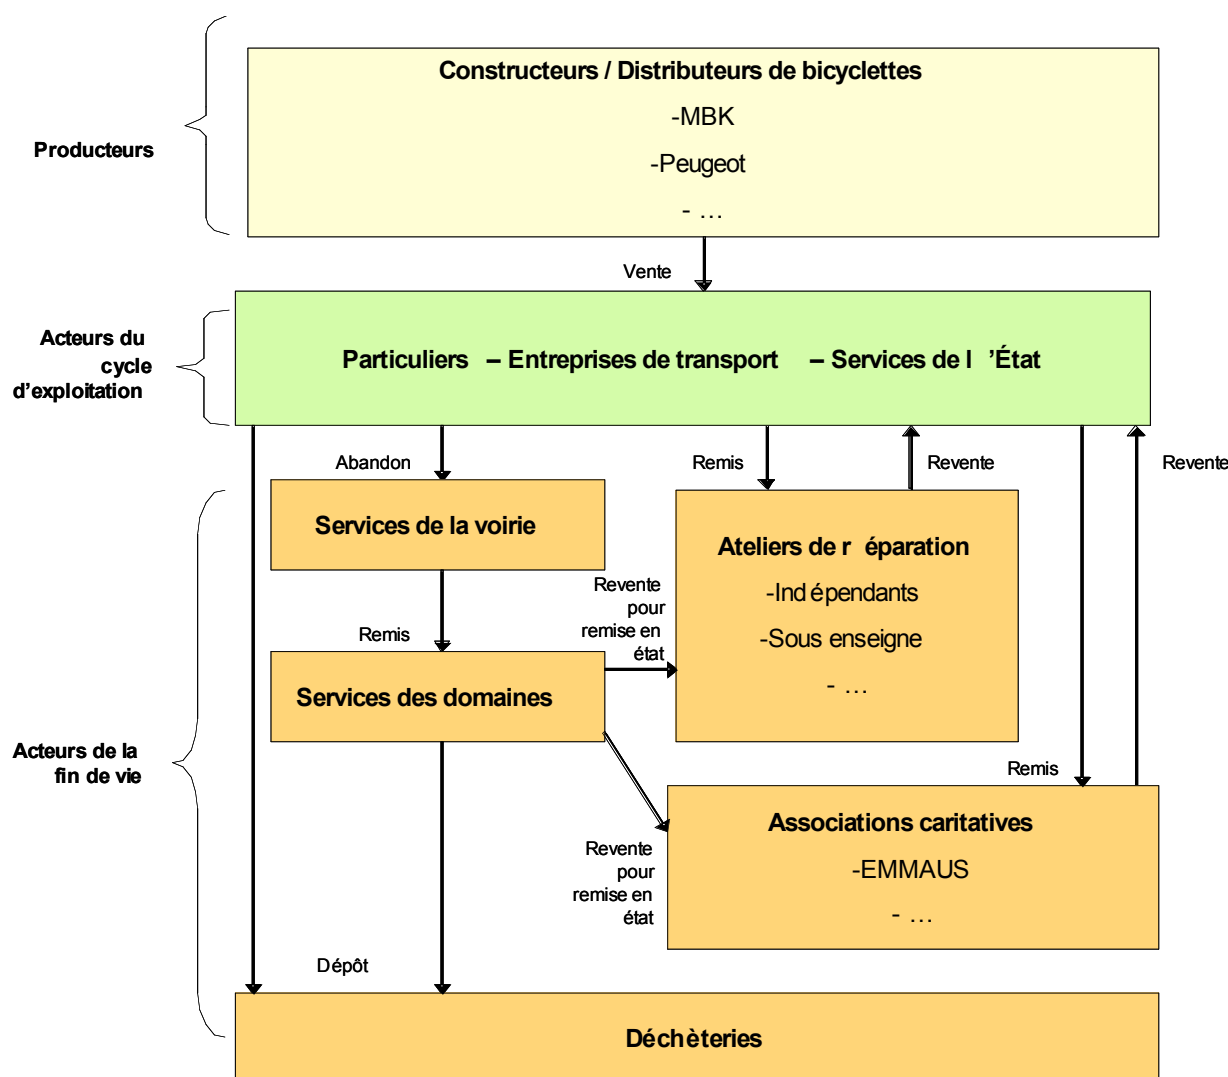 Constructeurs / Distributeurs de bicyclettes
-MBK
-Peugeot
- …
Producteurs
Vente
Acteurs du
cycle
d'exploitation
Particuliers – Entreprises de transport – Services de l 'État
Abandon
Remis
Revente
Revente
Services de la voirie
Ateliers de r éparation
-Ind épendants
-Sous enseigne
- …
Revente
pour
remise en
état
Remis
Services des domaines
Acteurs de la
fin de vie
Remis
Associations caritatives
-EMMAUS
- …
Revente
pour
remise en
état
Dépôt
Déchèteries